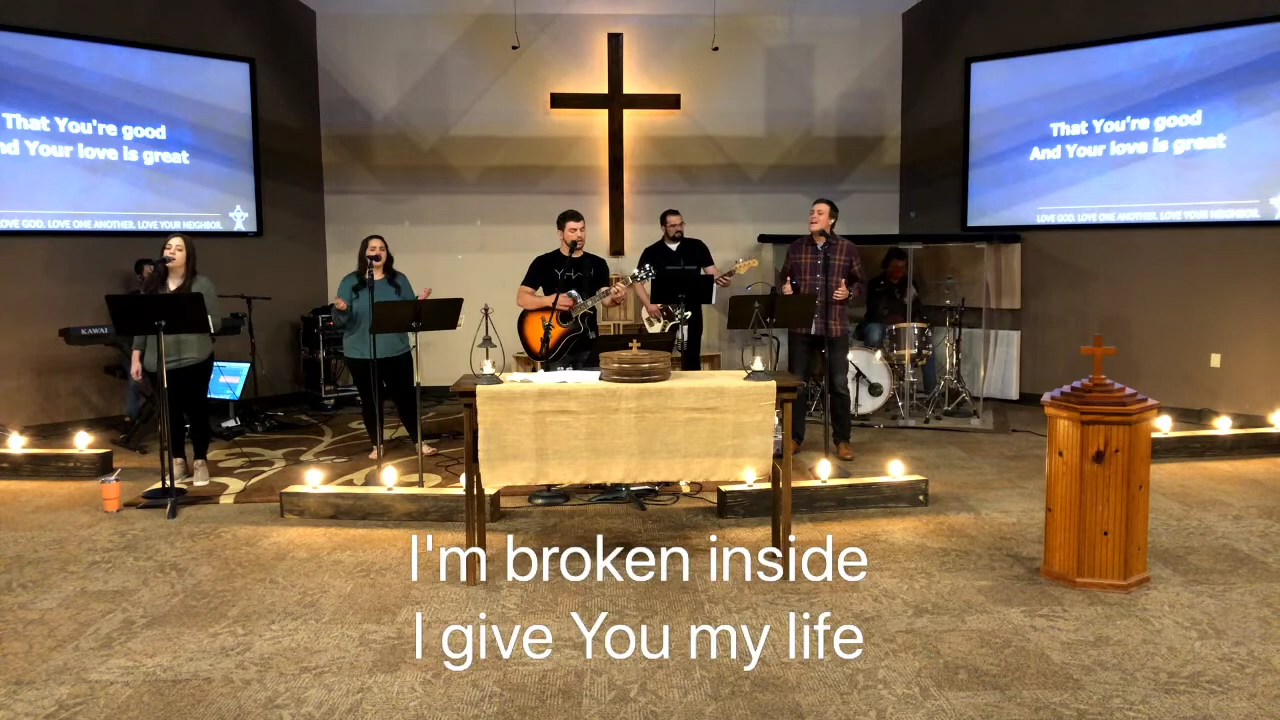 That You're good
And Your love is great
LOVE GOD. LOVE ONE ANOTHER. LOVE YOUR NEIGHBOR.
That You're good
And Your love is great
LOVE GOD. LOVE ONE ANOTHER. LOVE YOUR NEIGHBOR.
KAWAI
I'm broken inside
I give You my life